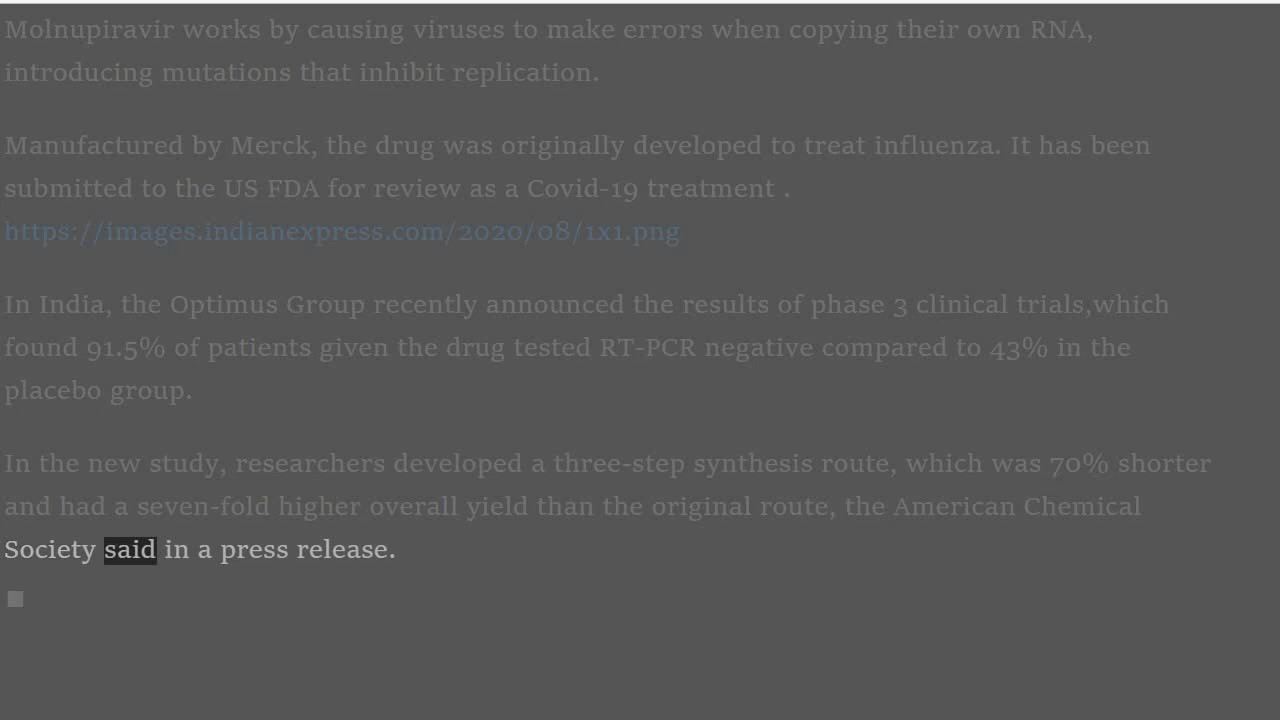 Molnupiravir works by causing viruses to make errors when copying their own RNA,
introducing mutations that inhibit replication.
Manufactured by Merck, the drug was originally developed to treat influenza. It has been
submitted to the US FDA for review as a Covid-19 treatment .
https://images.indianexpress.com/2020/08/1x1.png
In India, the Optimus Group recently announced the results of phase 3 clinical trials,which
found 91.5% of patients given the drug tested RT-PCR negative compared to 43% in the
placebo group.
In the new study, researchers developed a three-step synthesis route, which was 70% shorter
and had a seven-fold higher overall yield than the original route, the American Chemical
Society said in a press release.